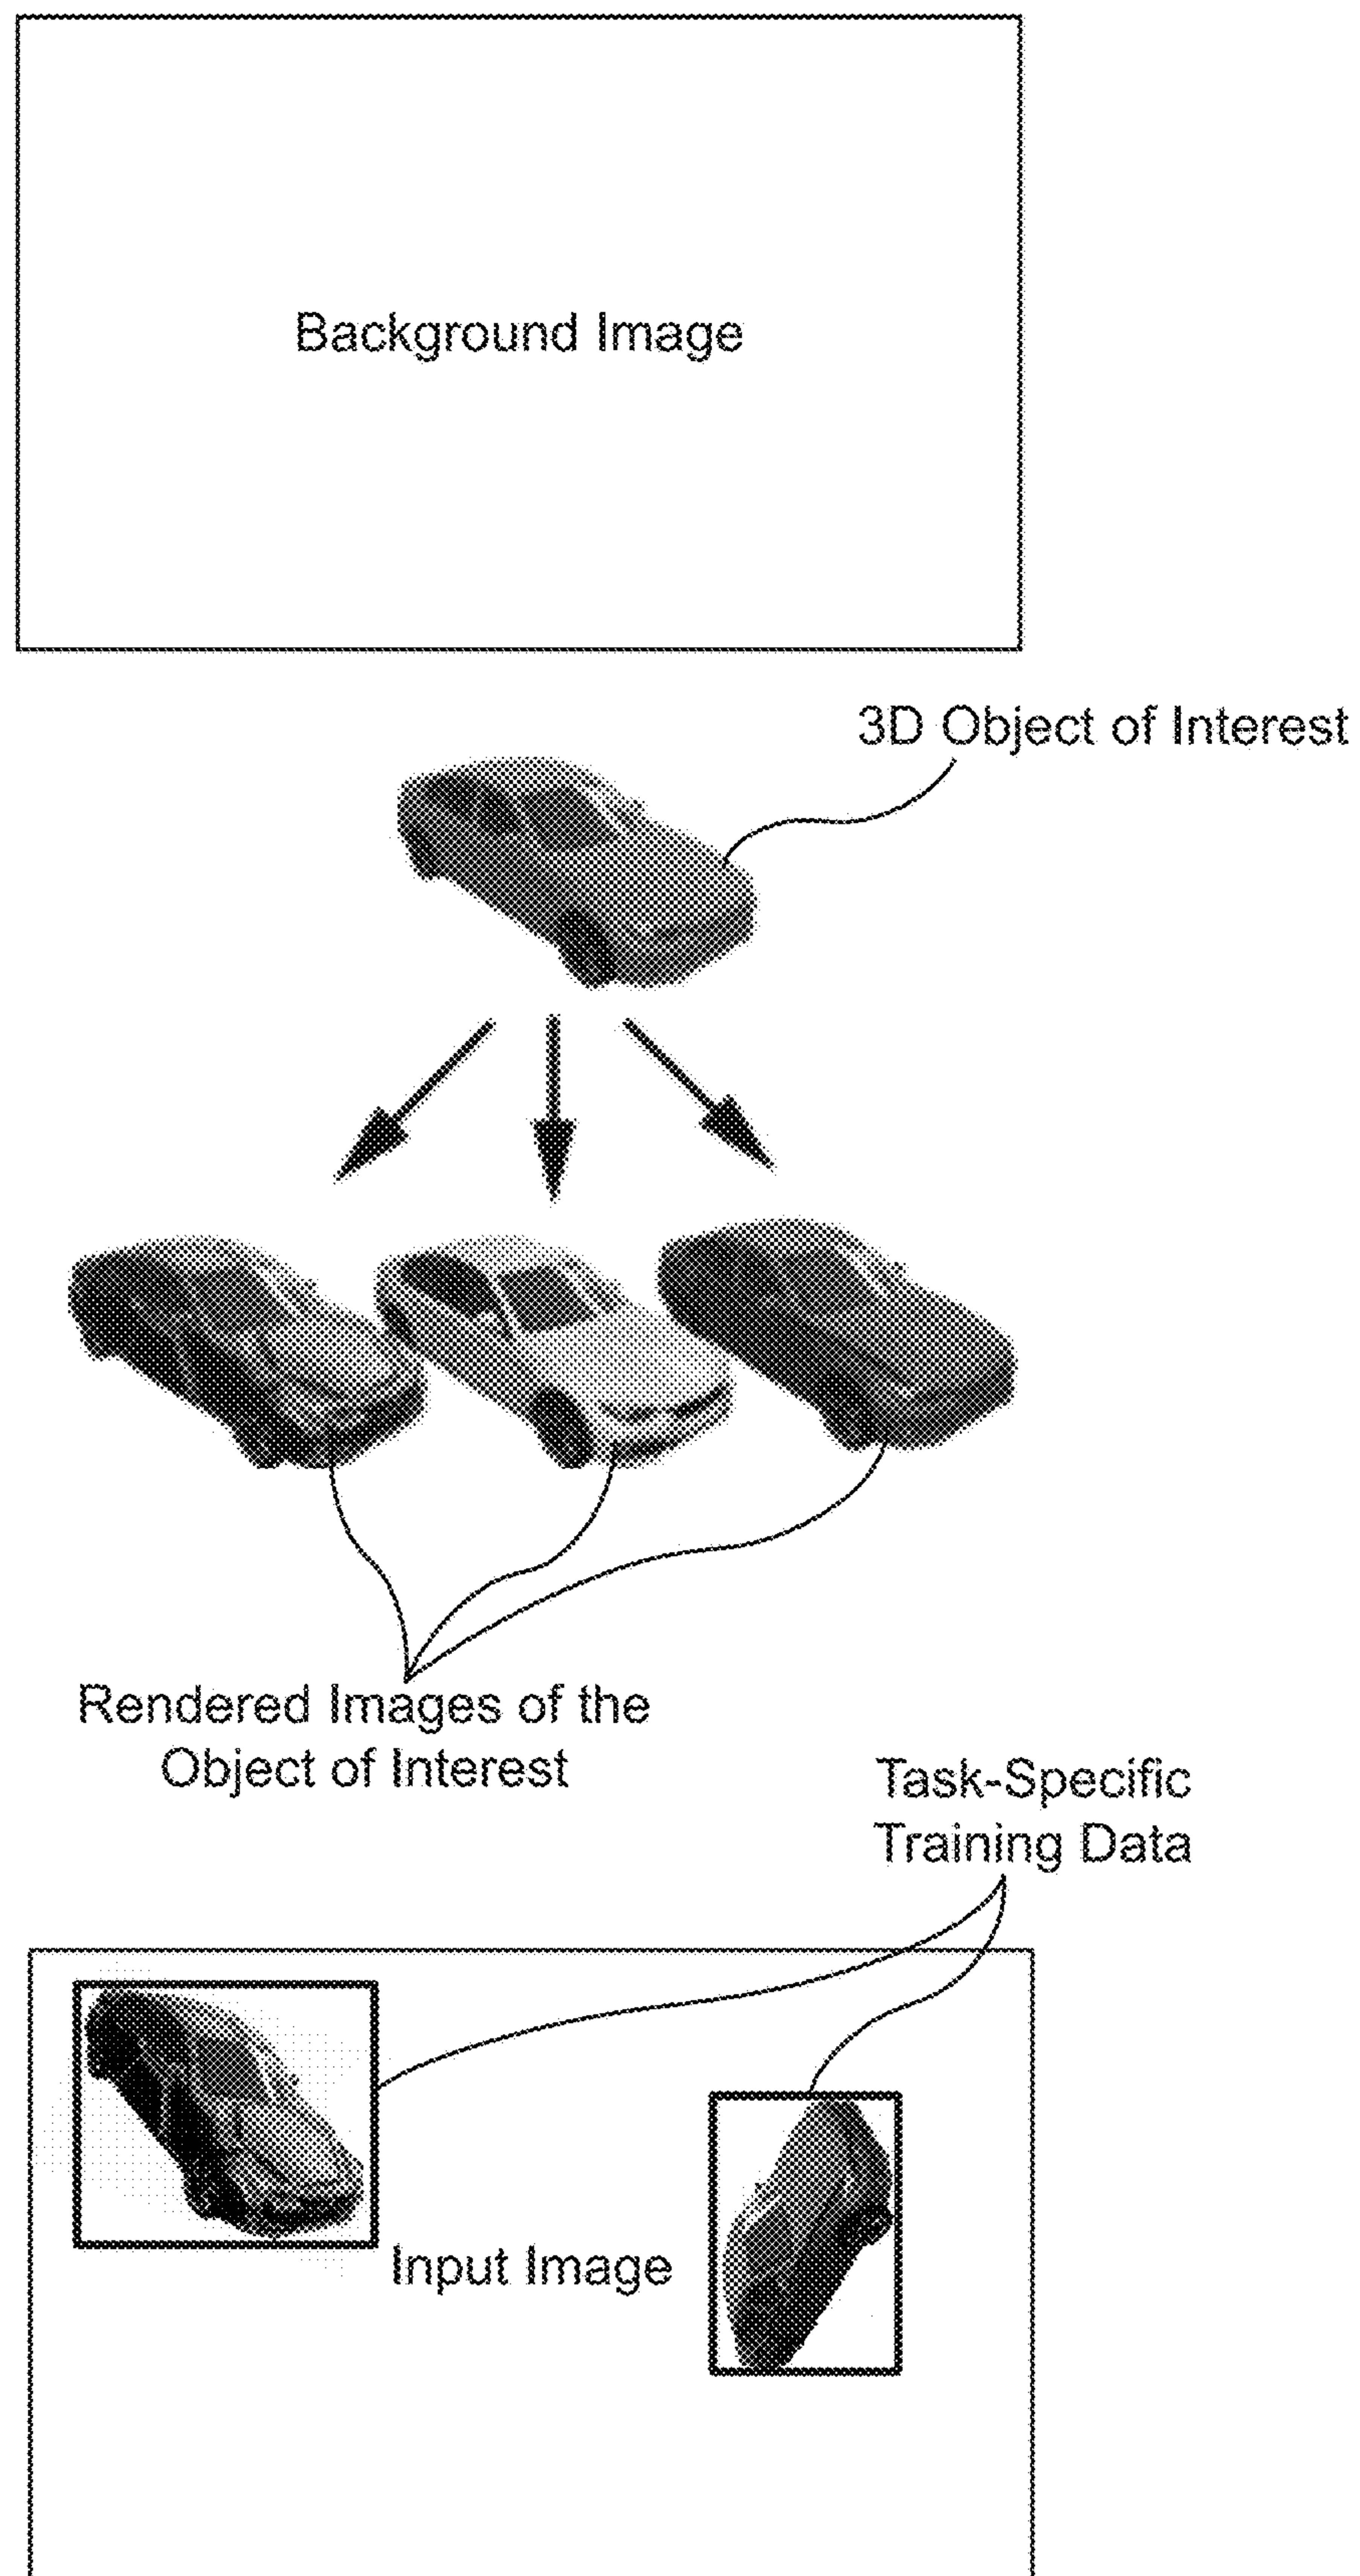 Background Image
3D Object of Interest
Rendered Images of the
Object of Interest
Task-Specific
Training Data
Input Image